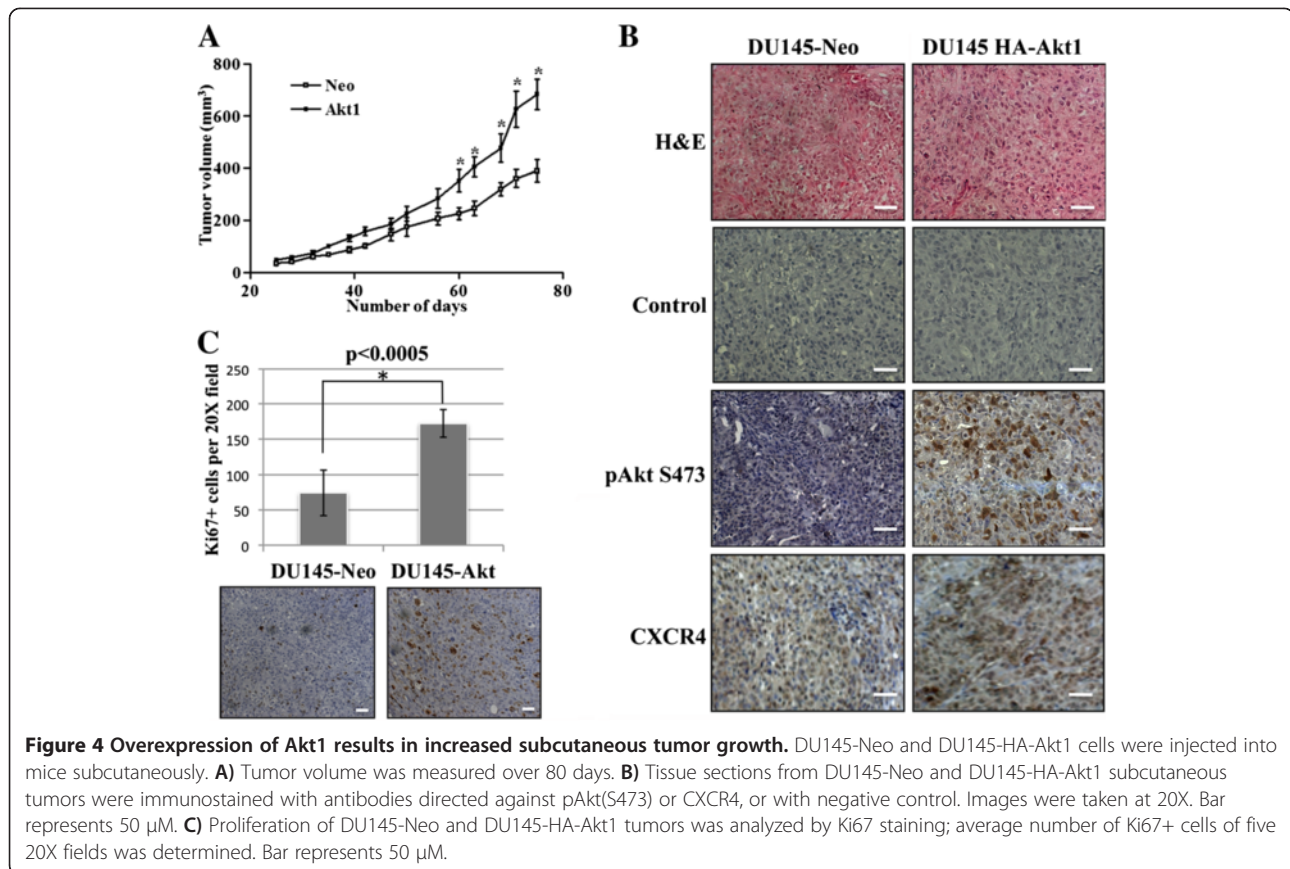 A
800
600
400
200
0
Tumor volume (mm³)
Neo
Akt1
* * * * *
20 40 60 80
Number of days
B
DU145-Neo DU145 HA-Akt1
H&E
Control
pAkt S473
CXCR4
C
p<0.0005
*
250
200
150
100
50
0
Ki67+ cells per 20X field
DU145-Neo DU145-Akt
Figure 4 Overexpression of Akt1 results in increased subcutaneous tumor growth. DU145-Neo and DU145-HA-Akt1 cells were injected into
mice subcutaneously. A) Tumor volume was measured over 80 days. B) Tissue sections from DU145-Neo and DU145-HA-Akt1 subcutaneous
tumors were immunostained with antibodies directed against pAkt(S473) or CXCR4, or with negative control. Images were taken at 20X. Bar
represents 50 μM. C) Proliferation of DU145-Neo and DU145-HA-Akt1 tumors was analyzed by Ki67 staining; average number of Ki67+ cells of five
20X fields was determined. Bar represents 50 μM.